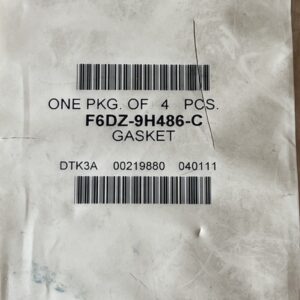 ONE PKG. OF 4 PCS.
F6DZ-9H486-C
GASKET
DTK3A 00219880 040111